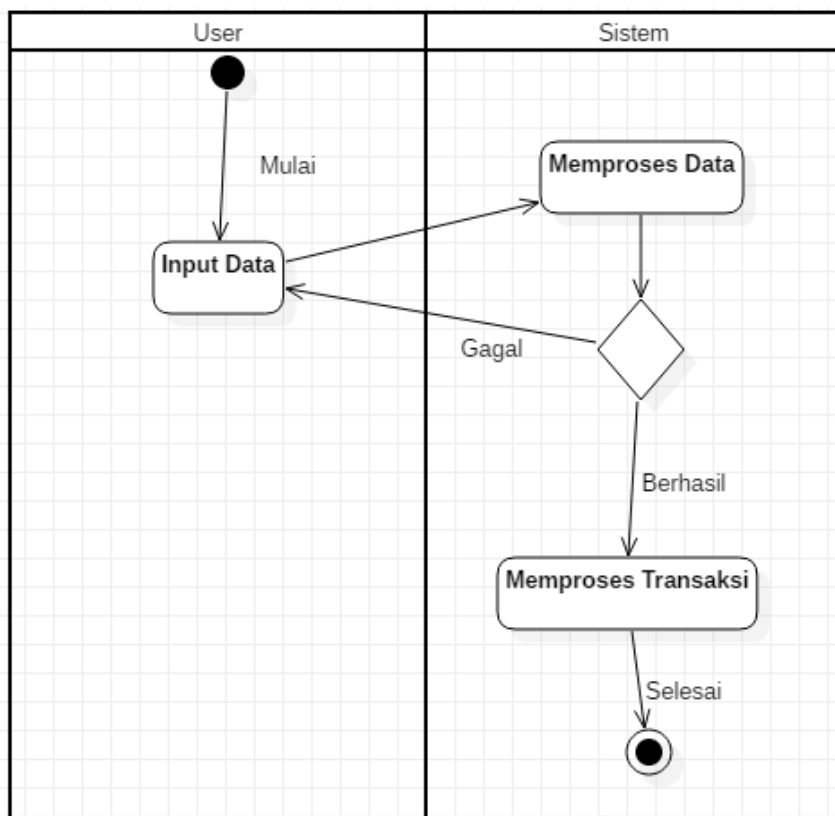 User
Sistem
Mulai
Memproses Data
Input Data
Gagal
Berhasil
Memproses Transaksi
Selesai